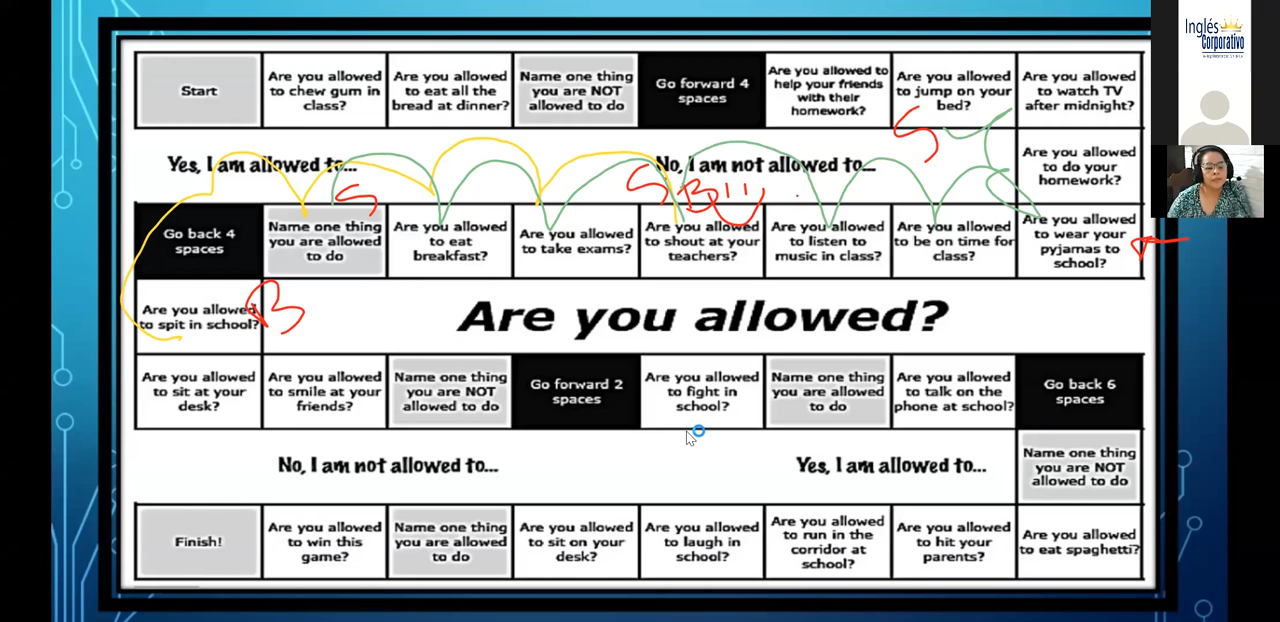 Inglés
Corporativo
Start
Are you allowed
to chew gum in
class?
Are you allowed
to eat all the
bread at dinner?
Name one thing
you are NOT
allowed to do
Go forward 4
spaces
Are you allowed to
help your friends
with their
homework?
Are you allowed
to jump on your
bed?
Are you allowed
to watch TV
after midnight?
Yes, I am allowed to...
No, I am not allowed to...
Are you allowed
to do your
homework?
S
S
S B
Go back 4
spaces
Name one thing
you are allowed
to do
Are you allowed
to eat
breakfast?
Are you allowed
to take exams?
Are you allowed
to shout at your
teachers?
Are you allowed
to listen to
music in class?
Are you allowed
to be on time for
class?
Are you allowed
to wear your
pyjamas to
school?
Are you allowed
to spit in school?
B
Are you allowed?
Are you allowed
to sit at your
desk?
Are you allowed
to smile at your
friends?
Name one thing
you are NOT
allowed to do
Go forward 2
spaces
Are you allowed
to fight in
school?
Name one thing
you are allowed
to do
Are you allowed
to talk on the
phone at school?
Go back 6
spaces
No, I am not allowed to...
Yes, I am allowed to...
Name one thing
you are NOT
allowed to do
Finish!
Are you allowed
to win this
game?
Name one thing
you are allowed
to do
Are you allowed
to sit on your
desk?
Are you allowed
to laugh in
school?
Are you allowed
to run in the
corridor at
school?
Are you allowed
to hit your
parents?
Are you allowed
to eat spaghetti?